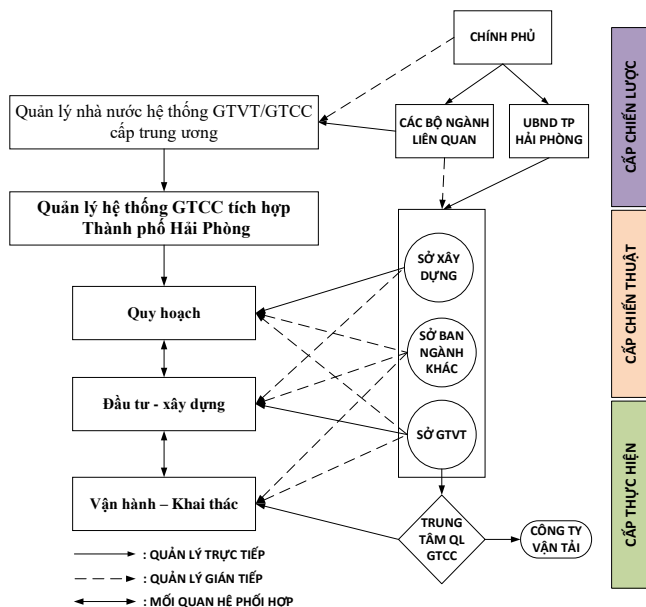 CHÍNH PHỦ
Quản lý nhà nước hệ thống GTVT/GTCC
cấp trung ương
CÁC BỘ NGÀNH
LIÊN QUAN
UBND TP
HẢI PHÒNG
CẤP CHIẾN LƯỢC
Quản lý hệ thống GTCC tích hợp
Thành phố Hải Phòng
SỞ XÂY
DỰNG
Quy hoạch
SỞ BAN
NGÀNH
KHÁC
CẤP CHIẾN THUẬT
Đầu tư - xây dựng
SỞ GTVT
Vận hành – Khai thác
TRUNG
TÂM QL
GTCC
CÔNG TY
VẬN TẢI
CẤP THỰC HIỆN
: QUẢN LÝ TRỰC TIẾP
: QUẢN LÝ GIÁN TIẾP
: MỐI QUAN HỆ PHỐI HỢP